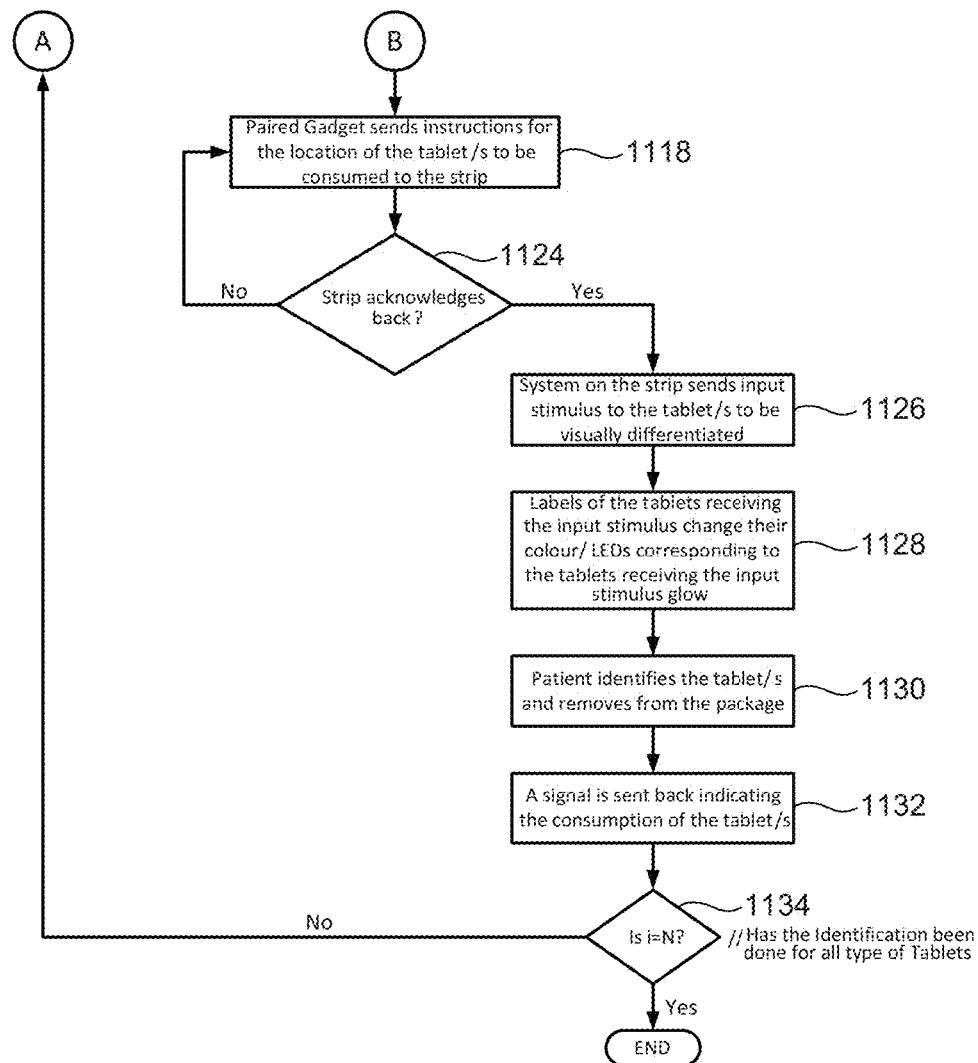 A
B
Paired Gadget sends instructions for
the location of the tablet/s to be
consumed to the strip
1118
1124
No
Strip acknowledges
back ?
Yes
System on the strip sends input
stimulus to the tablet/s to be
visually differentiated
1126
Labels of the tablets receiving
the input stimulus change their
colour/ LEDs corresponding to
the tablets receiving the input
stimulus glow
1128
Patient identifies the tablet/s
and removes from the package
1130
A signal is sent back indicating
the consumption of the tablet/s
1132
1134
No
Is i=N?
// Has the Identification been
done for all type of Tablets
Yes
END